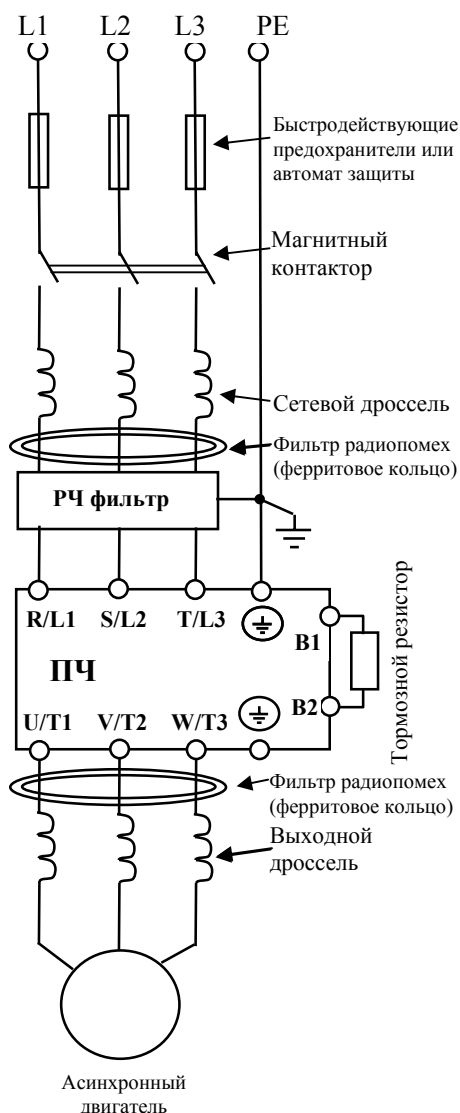 L1 L2 L3 PE
Быстродействующие
предохранители или
автомат защиты
Магнитный
контактор
Сетевой дроссель
Фильтр радиопомех
(ферритовое кольцо)
РЧ фильтр
R/L1 S/L2 T/L3
B1
Тормозной резистор
ПЧ
B2
U/T1 V/T2 W/T3
Фильтр радиопомех
(ферритовое кольцо)
Выходной
дроссель
Асинхронный
двигатель